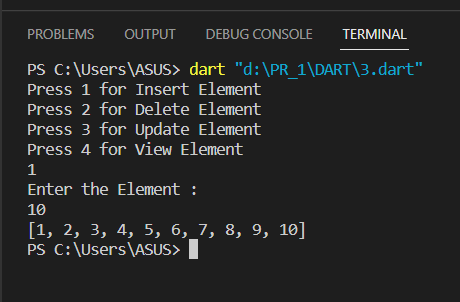 PROBLEMS OUTPUT DEBUG CONSOLE TERMINAL
PS C:\Users\ASUS> dart "d:\PR_1\DART\3.dart"
Press 1 for Insert Element
Press 2 for Delete Element
Press 3 for Update Element
Press 4 for View Element
1
Enter the Element :
10
[1, 2, 3, 4, 5, 6, 7, 8, 9, 10]
PS C:\Users\ASUS>